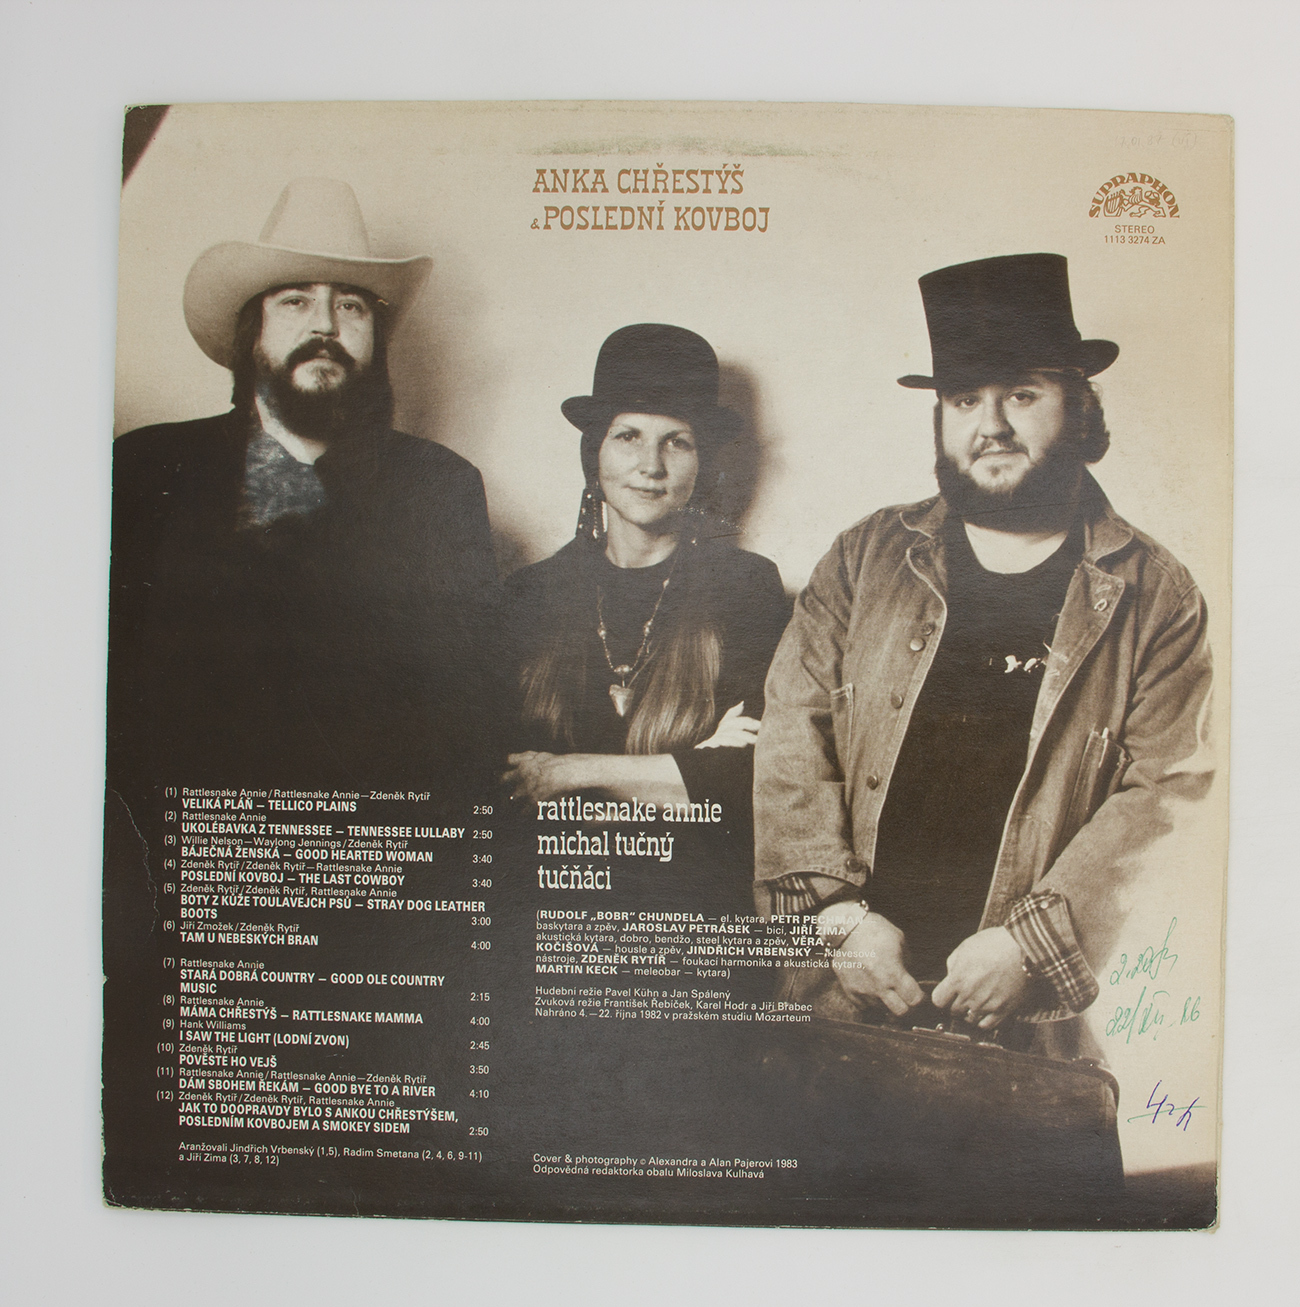 ANKA CHŘESTÝŠ
& POSLEDNÍ KOVBOJ
SUPRAPHON
STEREO
1113 3274 ZA
(1) Rattlesnake Annie/Rattlesnake Annie—Zdeněk Rytíř
VELIKÁ PLÁŇ — TELLICO PLAINS 2:50
(2) Rattlesnake Annie
UKOLÉBAVKA Z TENNESSEE — TENNESSEE LULLABY 2:50
(3) Willie Nelson—Waylong Jennings/Zdeněk Rytíř
BÁJEČNÁ ŽENSKÁ — GOOD HEARTED WOMAN 3:40
(4) Zdeněk Rytíř/Zdeněk Rytíř—Rattlesnake Annie
POSLEDNÍ KOVBOJ — THE LAST COWBOY 3:40
(5) Zdeněk Rytíř/Zdeněk Rytíř, Rattlesnake Annie
BOTY Z KŮŽE TOULAVEJCH PSŮ — STRAY DOG LEATHER
BOOTS 3:00
(6) Jiří Zmožek/Zdeněk Rytíř
TAM U NEBESKÝCH BRAN 4:00
(7) Rattlesnake Annie
STARÁ DOBRÁ COUNTRY — GOOD OLE COUNTRY
MUSIC 2:15
(8) Rattlesnake Annie
MÁMA CHŘESTÝŠ — RATTLESNAKE MAMMA 4:00
(9) Hank Williams
I SAW THE LIGHT (LODNÍ ZVON) 2:45
(10) Zdeněk Rytíř
POVĚSTE HO VEJŠ 3:50
(11) Rattlesnake Annie/Rattlesnake Annie—Zdeněk Rytíř
DÁM SBOHEM ŘEKÁM — GOOD BYE TO A RIVER 4:10
(12) Zdeněk Rytíř/Zdeněk Rytíř, Rattlesnake Annie
JAK TO DOOPRAVDY BYLO S ANKOU CHŘESTÝŠEM,
POSLEDNÍM KOVBOJEM A SMOKEY SIDEM 2:50
Aranžovali Jindřich Vrbenský (1,5), Radim Smetana (2, 4, 6, 9-11)
a Jiří Zima (3, 7, 8, 12)
rattlesnake annie
michal tučný
tučňáci
(RUDOLF „BOBR" CHUNDELA — el. kytara, PETR PECHMAN
baskytara a zpěv, JAROSLAV PETRÁSEK — bicí, JIŘÍ ZIMA —
akustická kytara, dobro, bendžo, steel kytara a zpěv, VĚRA
KOČIŠOVÁ — housle a zpěv, JINDŘICH VRBENSKÝ — klávesové
nástroje, ZDENĚK RYTÍŘ — foukací harmonika a akustická kytara,
MARTIN KECK — meleobar — kytara)
Hudební režie Pavel Kühn a Jan Spálený
Zvuková režie František Řebíček, Karel Hodr a Jiří Brabec
Nahráno 4.—22. října 1982 v pražském studiu Mozarteum
Cover & photography © Alexandra a Alan Pajerovi 1983
Odpovědná redaktorka obalu Miloslava Kulhavá